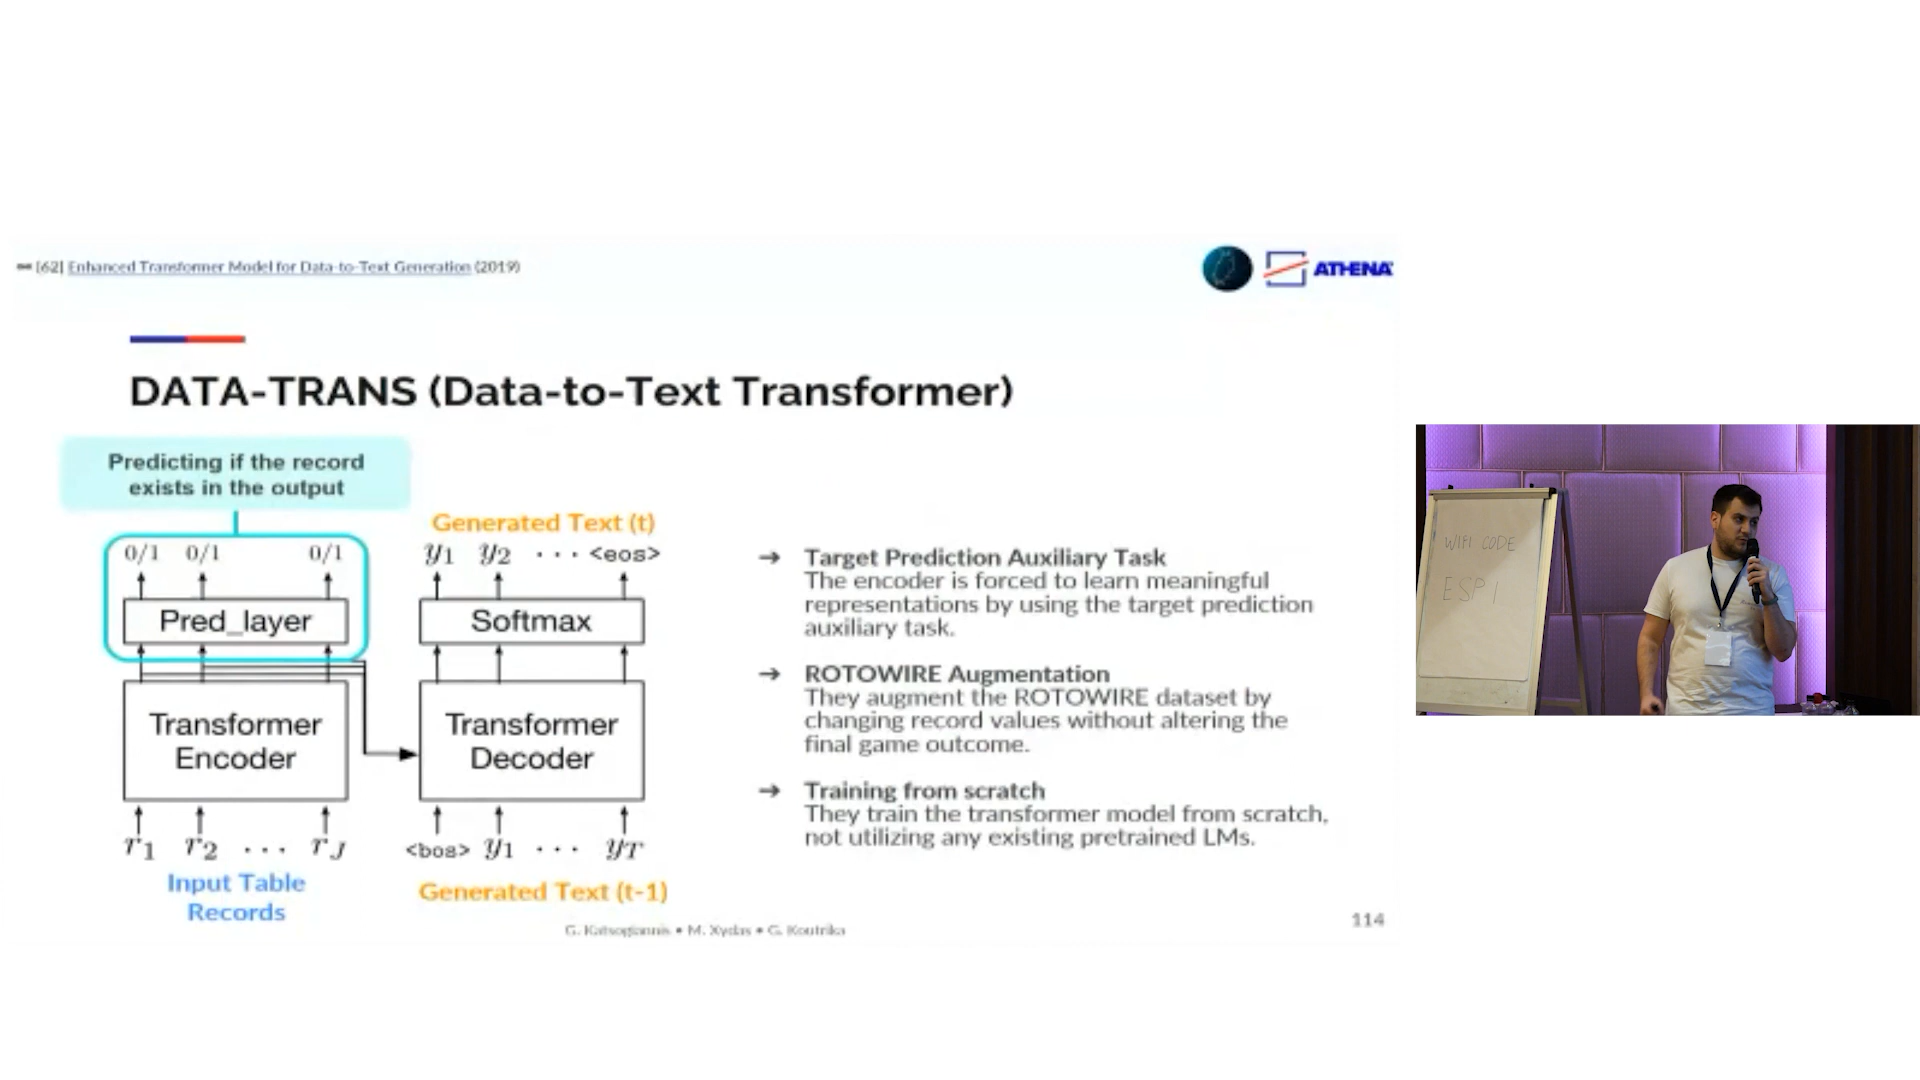 [62] Enhanced Transformer Model for Data-to-Text Generation (2019)
ATHENA
DATA-TRANS (Data-to-Text Transformer)
Predicting if the record
exists in the output
0/1 0/1 0/1
Pred_layer
Transformer
Encoder
r1 r2 ... rJ
Input Table
Records
Generated Text (t)
y1 y2 ... <eos>
Softmax
Transformer
Decoder
<bos> y1 ... yT
Generated Text (t-1)
→ Target Prediction Auxiliary Task
The encoder is forced to learn meaningful
representations by using the target prediction
auxiliary task.
→ ROTOWIRE Augmentation
They augment the ROTOWIRE dataset by
changing record values without altering the
final game outcome.
→ Training from scratch
They train the transformer model from scratch,
not utilizing any existing pretrained LMs.
G. Katsogiannis • M. Xydas • G. Koutrika
114
WIFI CODE
ESP1